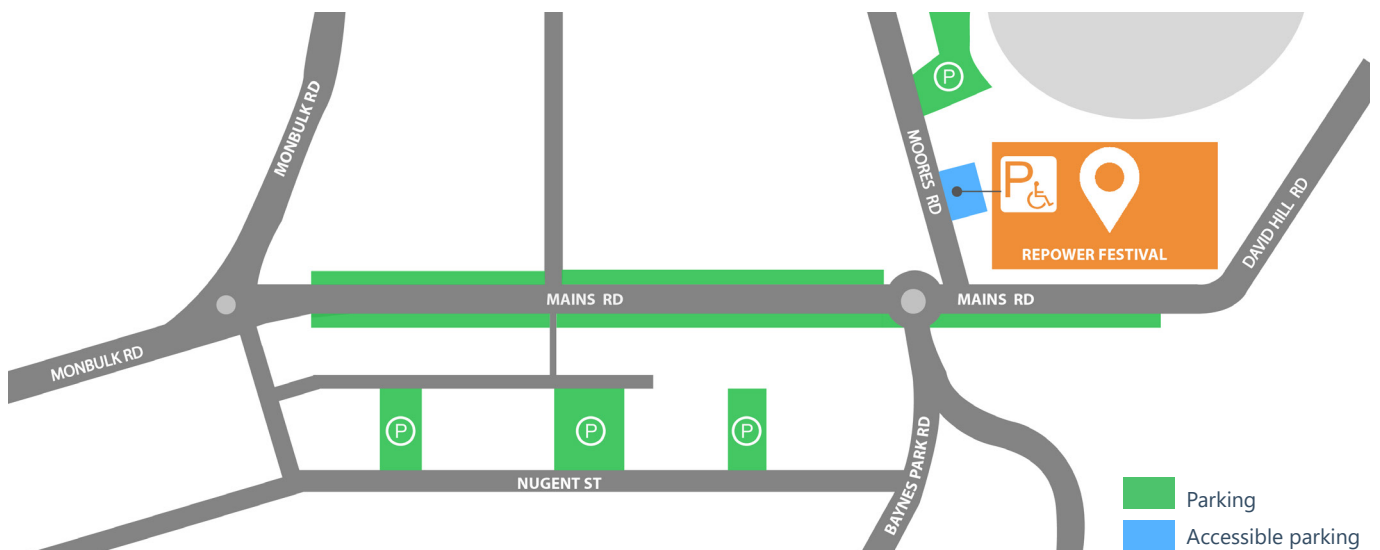 MONBULK RD
P
MOORES RD
P
REPOWER FESTIVAL
DAVID HILL RD
MAINS RD
MAINS RD
MONBULK RD
P
P
P
BAYNES PARK RD
NUGENT ST
Parking
Accessible parking